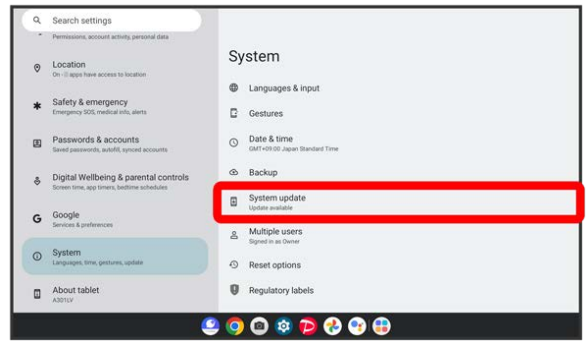 Search settings
Permissions, account activity, personal data
Location
apps have access to location
Safety & emergency
Emergency SOS, medical info, alerts
Passwords & accounts
Saved passwords, autofill, synced accounts
Digital Wellbeing & parental controls
Screen time, app timers, bedtime schedules
Google
Services & preferences
System
Languages, time, gestures, update
About tablet
A301LV
System
Languages & input
Gestures
Date & time
GMT+09:00 Japan Standard Time
Backup
System update
Update available
Multiple users
Signed in as Owner
Reset options
Regulatory labels